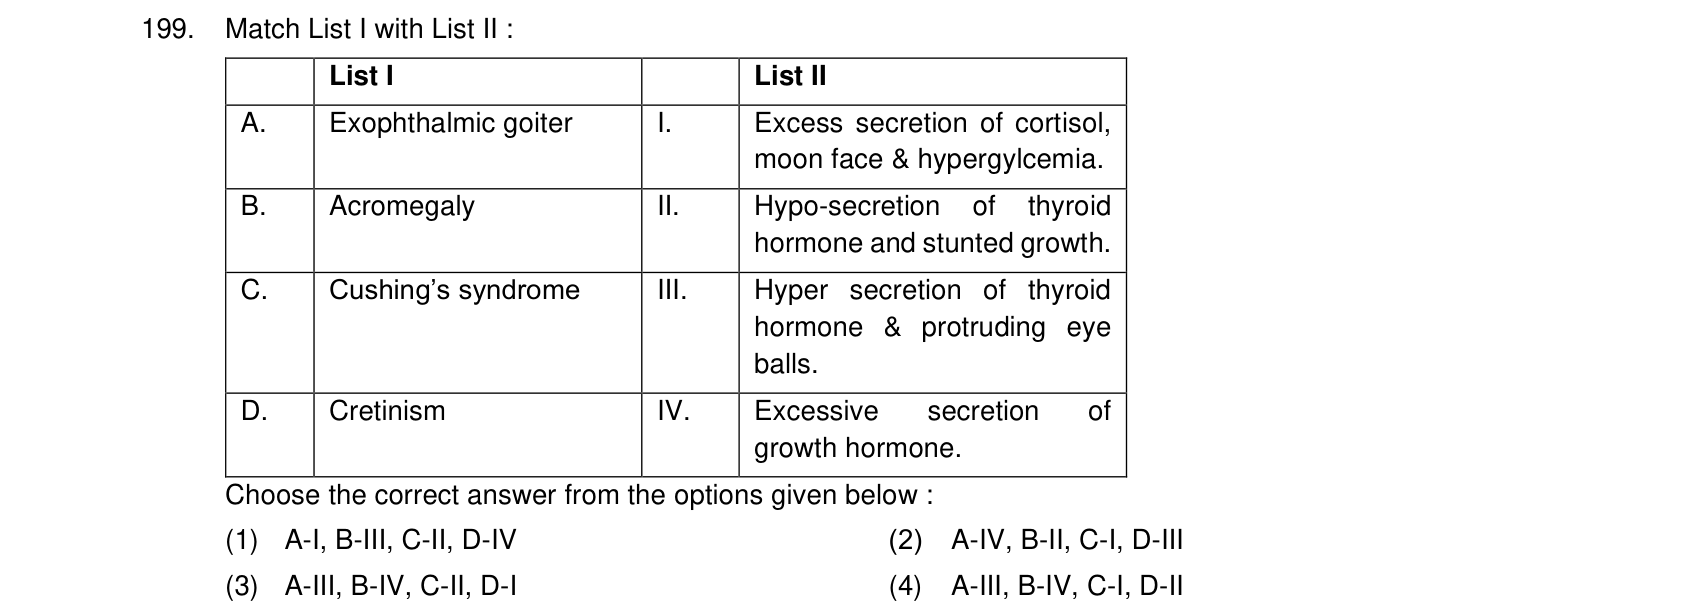 199. Match List I with List II :
List I List II
A. Exophthalmic goiter I. Excess secretion of cortisol,
moon face & hypergylcemia.
B. Acromegaly II. Hypo-secretion of thyroid
hormone and stunted growth.
C. Cushing's syndrome III. Hyper secretion of thyroid
hormone & protruding eye
balls.
D. Cretinism IV. Excessive secretion of
growth hormone.
Choose the correct answer from the options given below :
(1) A-I, B-III, C-II, D-IV (2) A-IV, B-II, C-I, D-III
(3) A-III, B-IV, C-II, D-I (4) A-III, B-IV, C-I, D-II